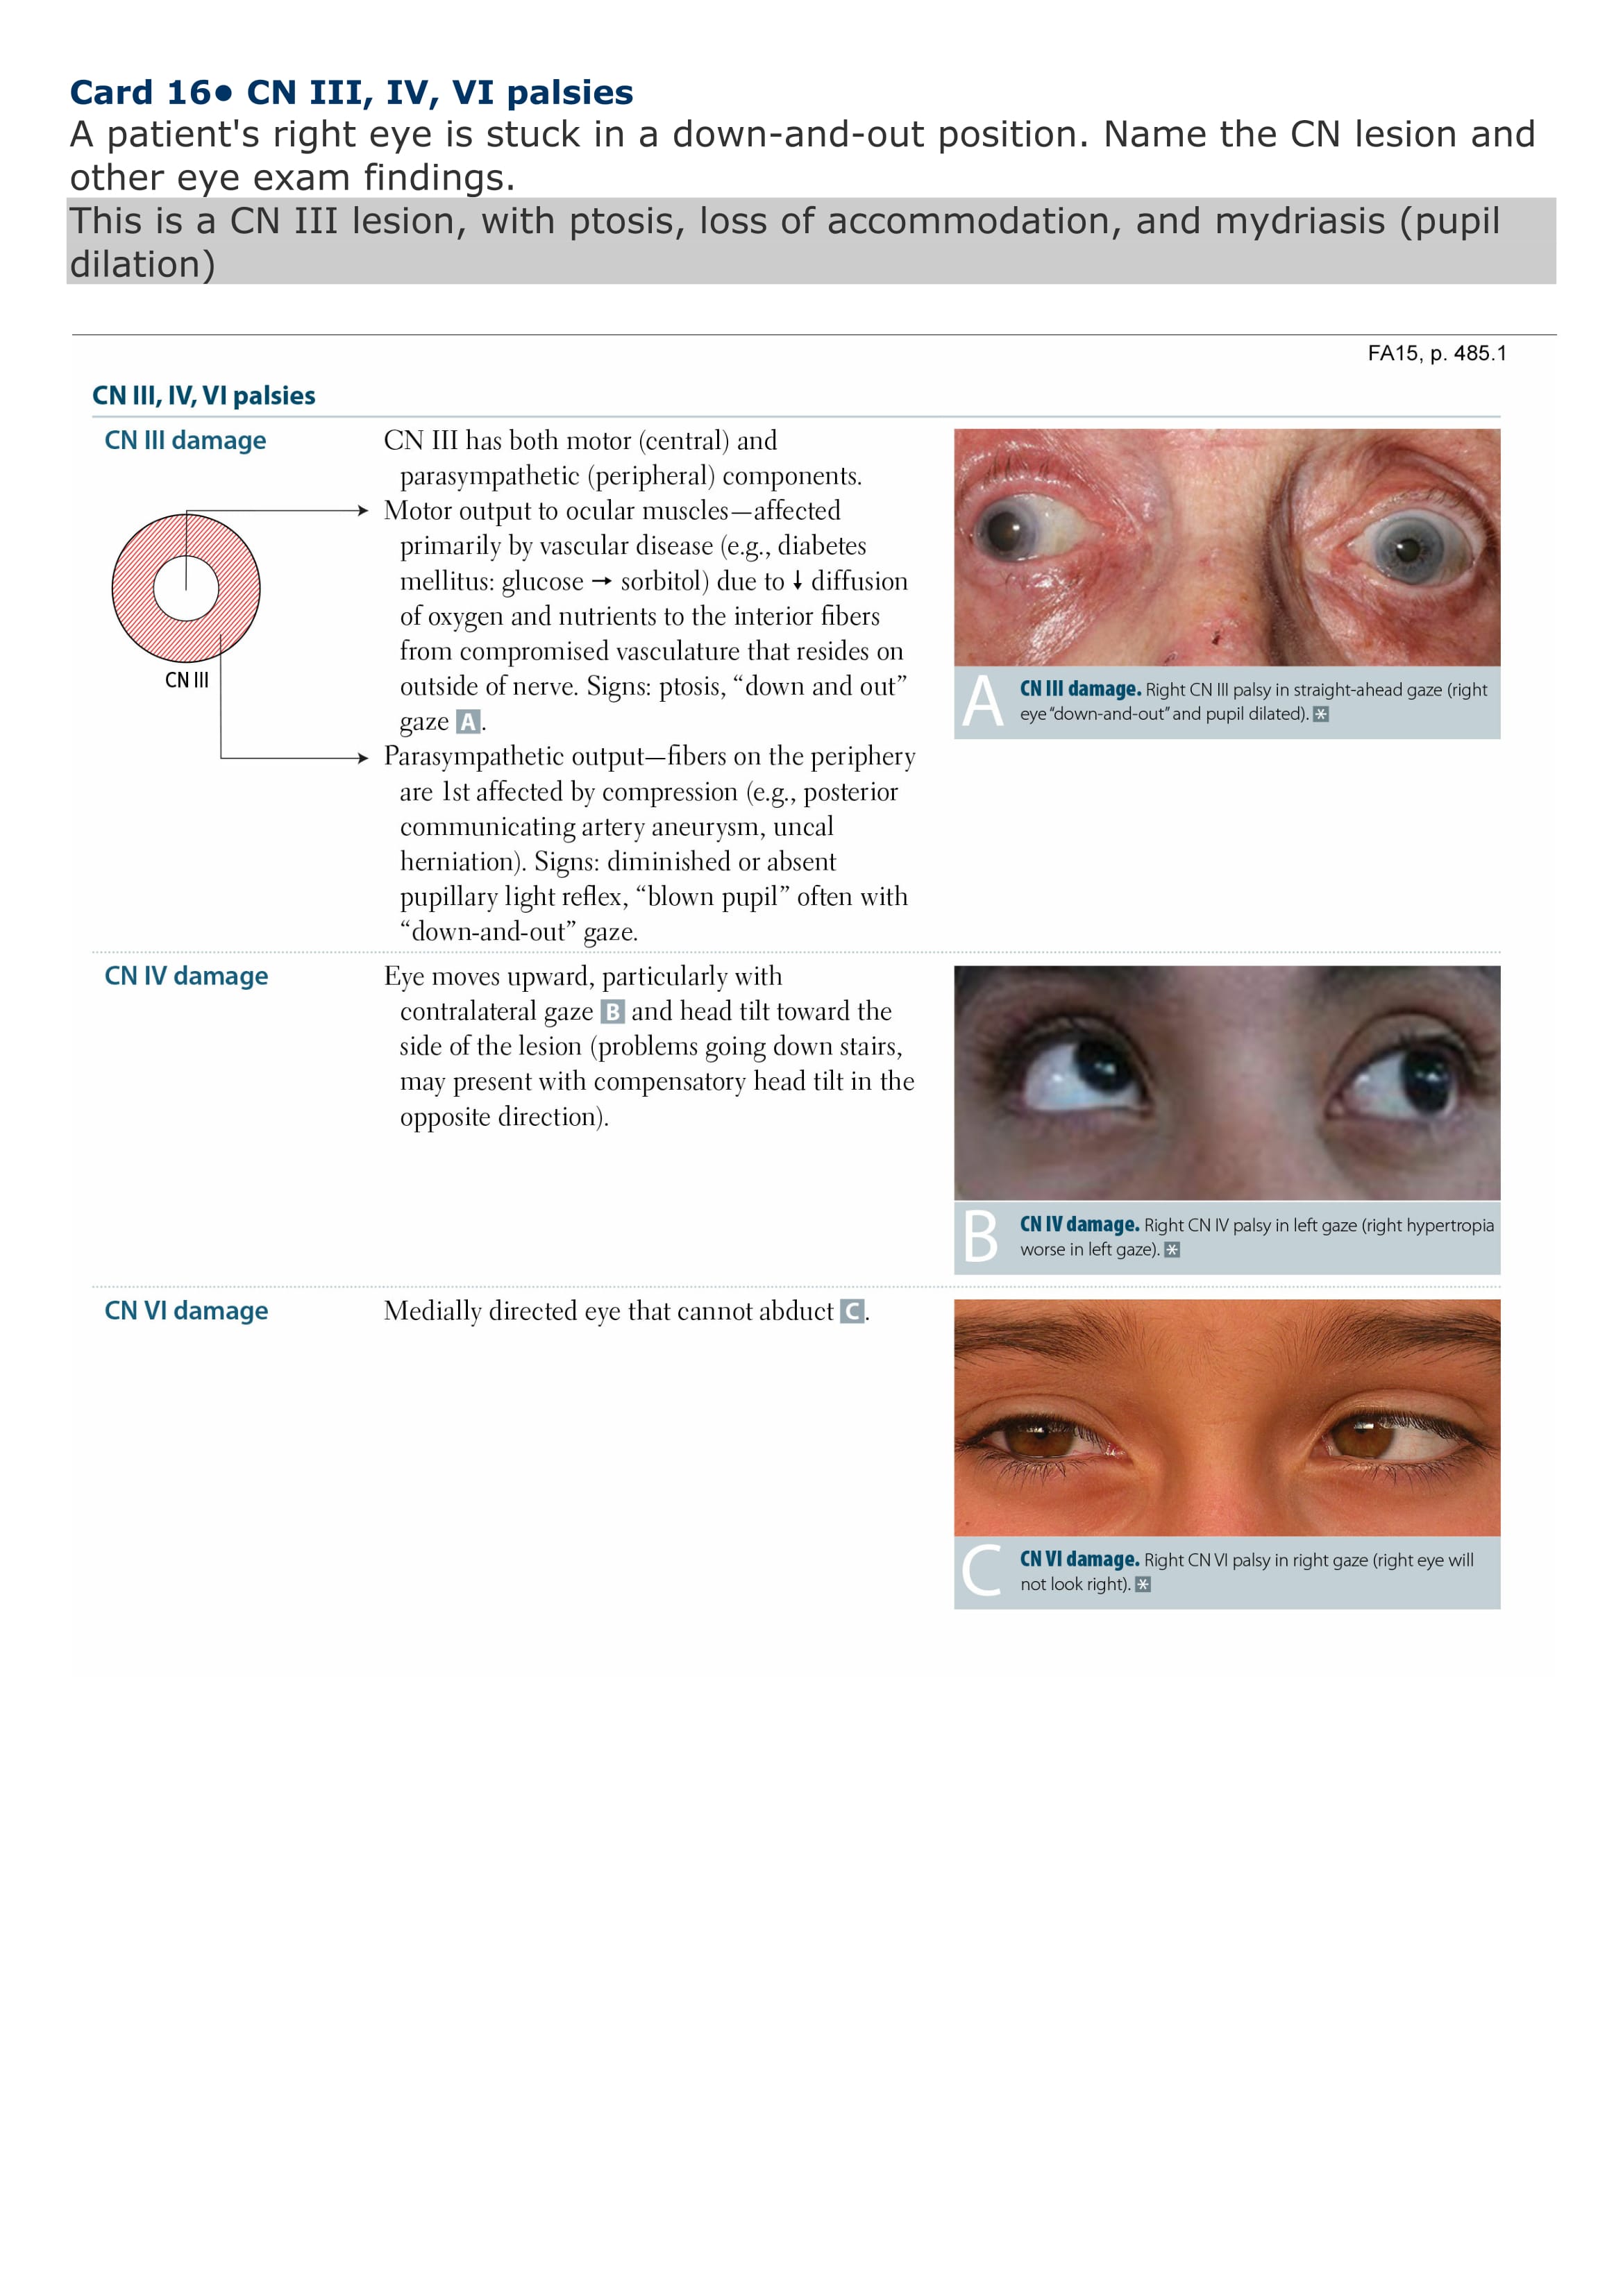 Card 16● CN III, IV, VI palsies
A patient's right eye is stuck in a down-and-out position. Name the CN lesion and
other eye exam findings.
This is a CN III lesion, with ptosis, loss of accommodation, and mydriasis (pupil
dilation)
FA15, p. 485.1
CN III, IV, VI palsies
CN III damage
CN III
CN III has both motor (central) and
parasympathetic (peripheral) components.
Motor output to ocular muscles—affected
primarily by vascular disease (e.g., diabetes
mellitus: glucose → sorbitol) due to ↓ diffusion
of oxygen and nutrients to the interior fibers
from compromised vasculature that resides on
outside of nerve. Signs: ptosis, “down and out”
gaze A.
Parasympathetic output—fibers on the periphery
are 1st affected by compression (e.g., posterior
communicating artery aneurysm, uncal
herniation). Signs: diminished or absent
pupillary light reflex, “blown pupil” often with
“down-and-out” gaze.
A
CN III damage. Right CN III palsy in straight-ahead gaze (right
eye “down-and-out” and pupil dilated). *
CN IV damage
Eye moves upward, particularly with
contralateral gaze B and head tilt toward the
side of the lesion (problems going down stairs,
may present with compensatory head tilt in the
opposite direction).
B
CN IV damage. Right CN IV palsy in left gaze (right hypertropia
worse in left gaze). *
CN VI damage
Medially directed eye that cannot abduct C.
C
CN VI damage. Right CN VI palsy in right gaze (right eye will
not look right). *